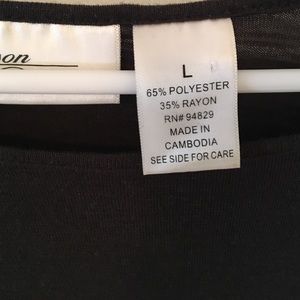 L
65% POLYESTER
35% RAYON
RN# 94829
MADE IN
CAMBODIA
SEE SIDE FOR CARE